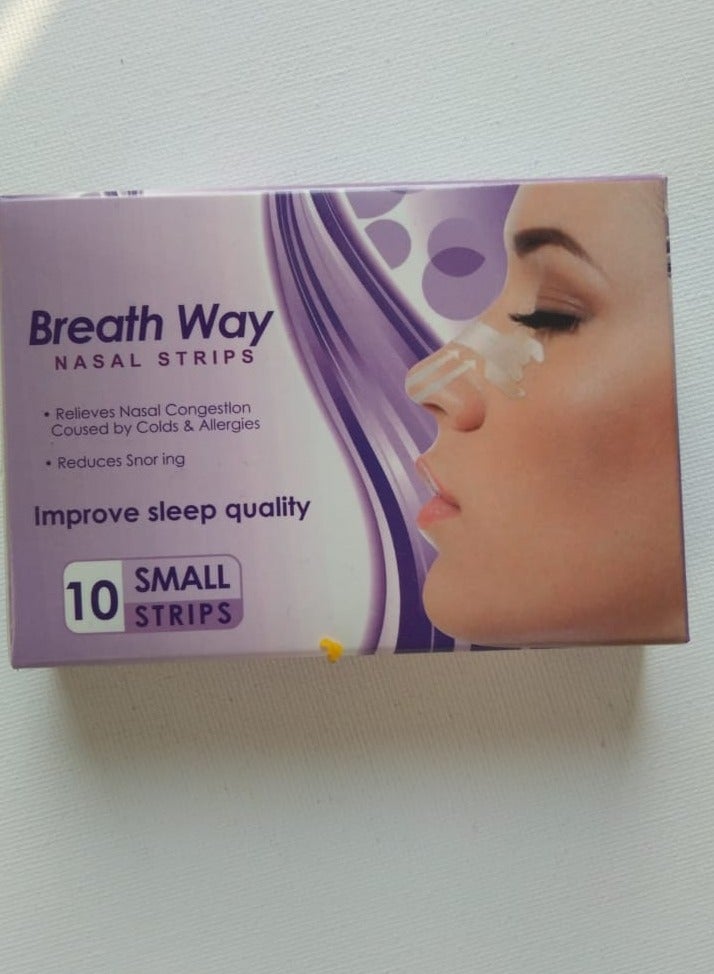 Breath Way
NASAL STRIPS
• Relieves Nasal Congestion
Coused by Colds & Allergies
• Reduces Snor ing
Improve sleep quality
10 SMALL
STRIPS